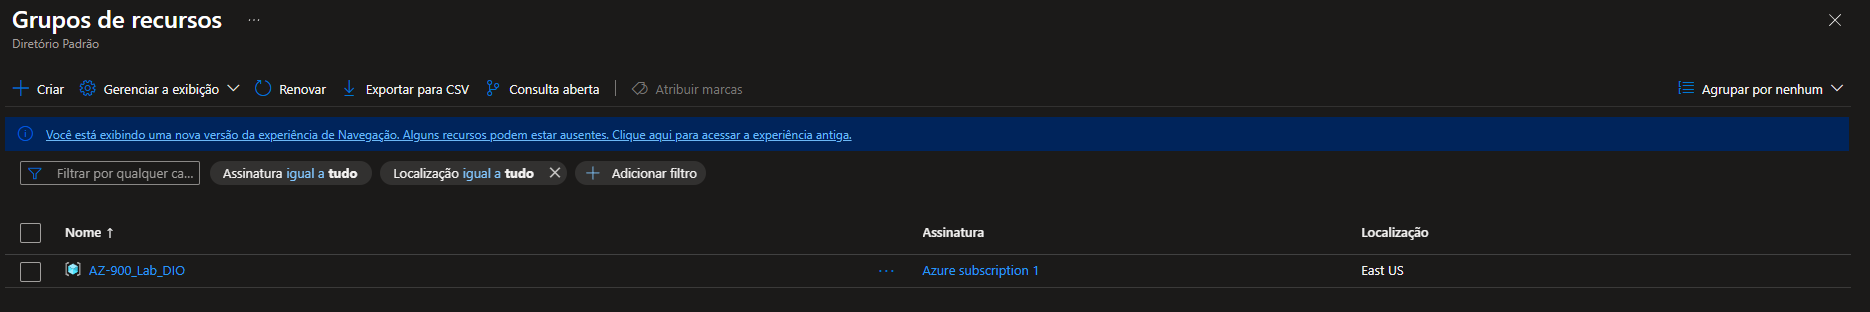 Grupos de recursos ...
Diretório Padrão
Criar Gerenciar a exibição Renovar Exportar para CSV Consulta aberta Atribuir marcas Agrupar por nenhum
Você está exibindo uma nova versão da experiência de Navegação. Alguns recursos podem estar ausentes. Clique aqui para acessar a experiência antiga.
Filtrar por qualquer ca... Assinatura igual a tudo Localização igual a tudo Adicionar filtro
Nome ↑ Assinatura Localização
AZ-900_Lab_DIO ... Azure subscription 1 East US